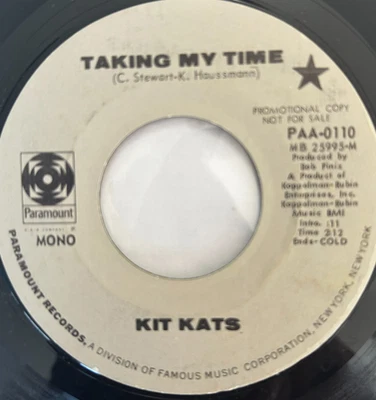 TAKING MY TIME
(C. Stewart-K. Haussmann)
PROMOTIONAL COPY
NOT FOR SALE
PAA-0110
MB 25995-M
Produced by
Bob Finiz
A Product of
Koppelman-Rubin
Enterprises, Inc.
Koppelman-Rubin
Music BMI
Intro. :11
Time 2:12
Ends-COLD
Paramount
MONO
KIT KATS
PARAMOUNT RECORDS, A DIVISION OF FAMOUS MUSIC CORPORATION, NEW YORK, NEW YORK